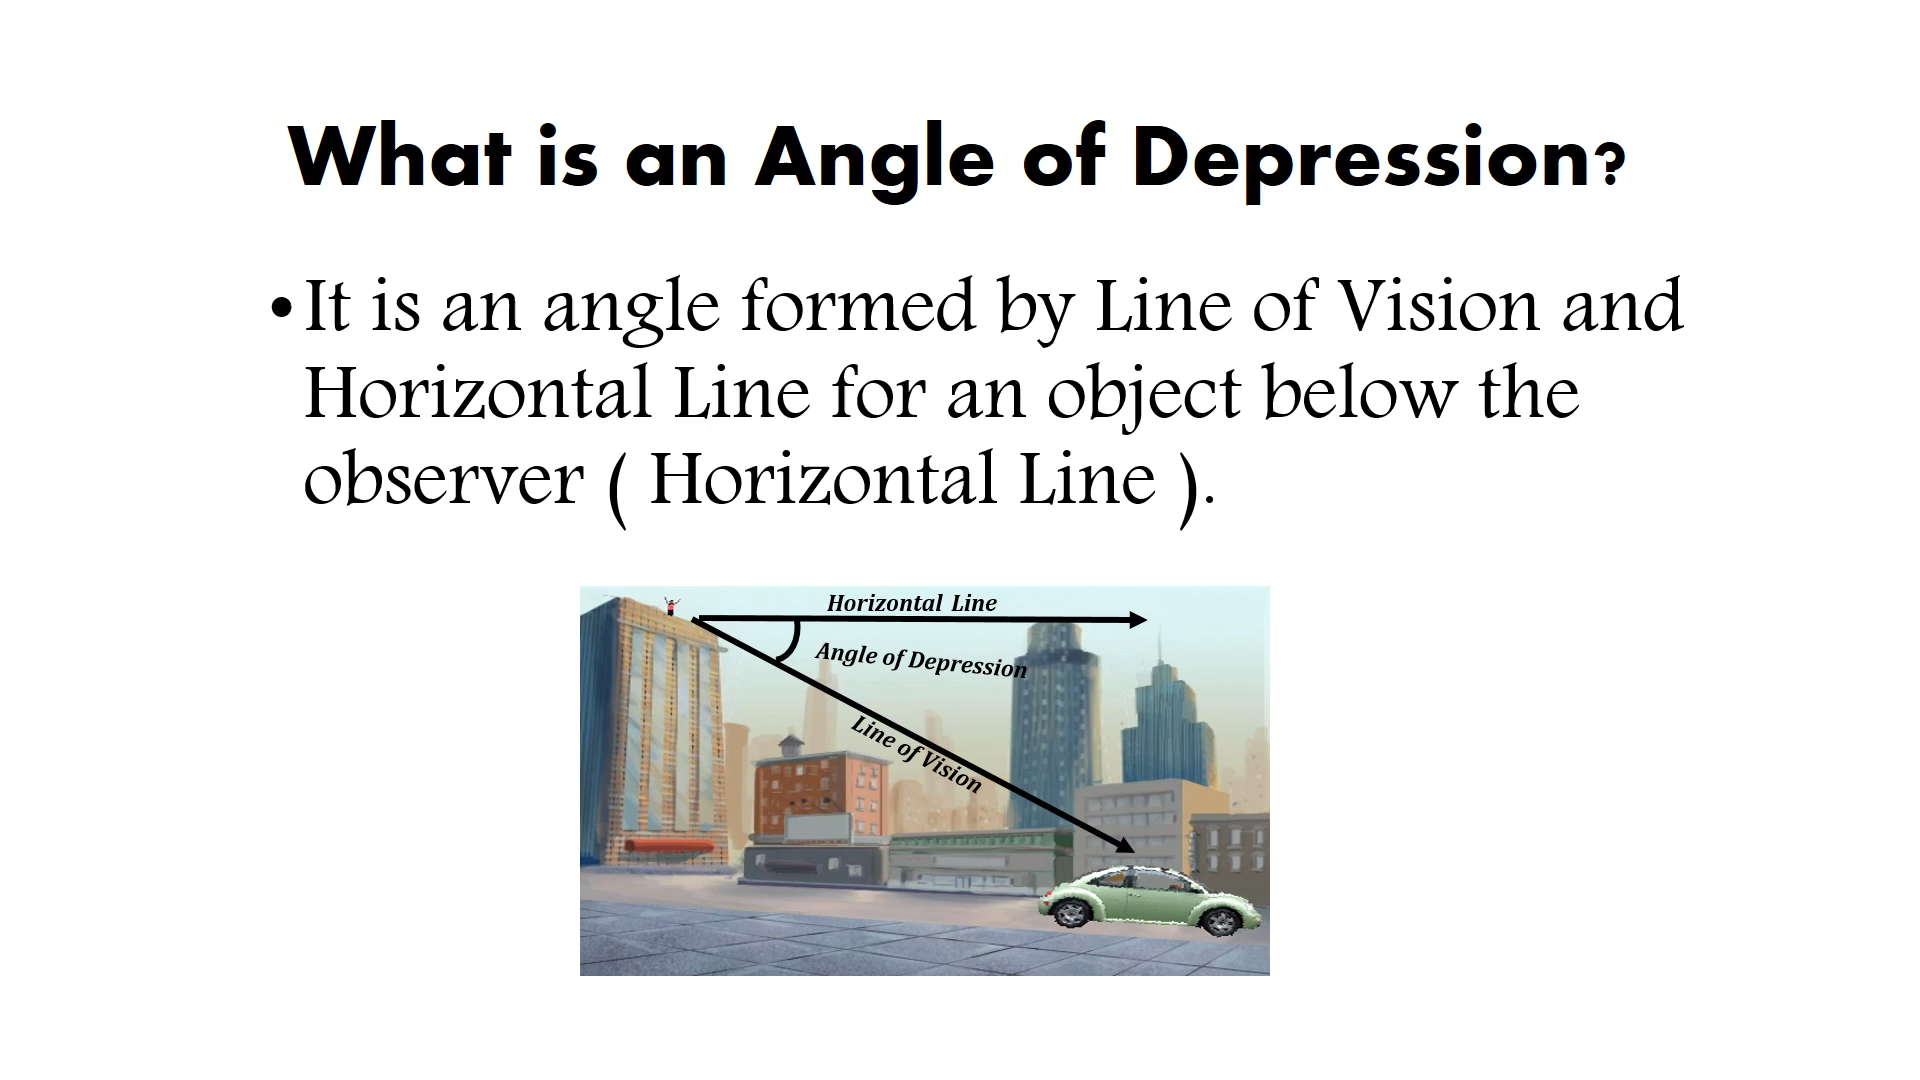 What is an Angle of Depression?
•It is an angle formed by Line of Vision and
Horizontal Line for an object below the
observer ( Horizontal Line ).
Horizontal Line
Angle of Depression
Line of Vision